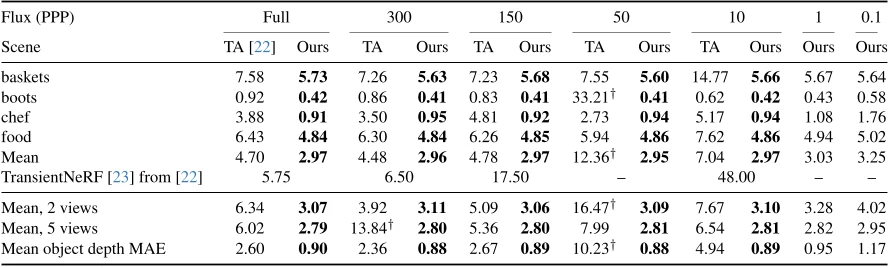 Flux (PPP) Full 300 150 50 10 1 0.1
Scene TA [22] Ours TA Ours TA Ours TA Ours TA Ours Ours Ours
baskets 7.58 5.73 7.26 5.63 7.23 5.68 7.55 5.60 14.77 5.66 5.67 5.64
boots 0.92 0.42 0.86 0.41 0.83 0.41 33.21† 0.41 0.62 0.42 0.43 0.58
chef 3.88 0.91 3.50 0.95 4.81 0.92 2.73 0.94 5.17 0.94 1.08 1.76
food 6.43 4.84 6.30 4.84 6.26 4.85 5.94 4.86 7.62 4.86 4.94 5.02
Mean 4.70 2.97 4.48 2.96 4.78 2.97 12.36† 2.95 7.04 2.97 3.03 3.25
TransientNeRF [23] from [22] 5.75 6.50 17.50 – 48.00 – –
Mean, 2 views 6.34 3.07 3.92 3.11 5.09 3.06 16.47† 3.09 7.67 3.10 3.28 4.02
Mean, 5 views 6.02 2.79 13.84† 2.80 5.36 2.80 7.99 2.81 6.54 2.81 2.82 2.95
Mean object depth MAE 2.60 0.90 2.36 0.88 2.67 0.89 10.23† 0.88 4.94 0.89 0.95 1.17